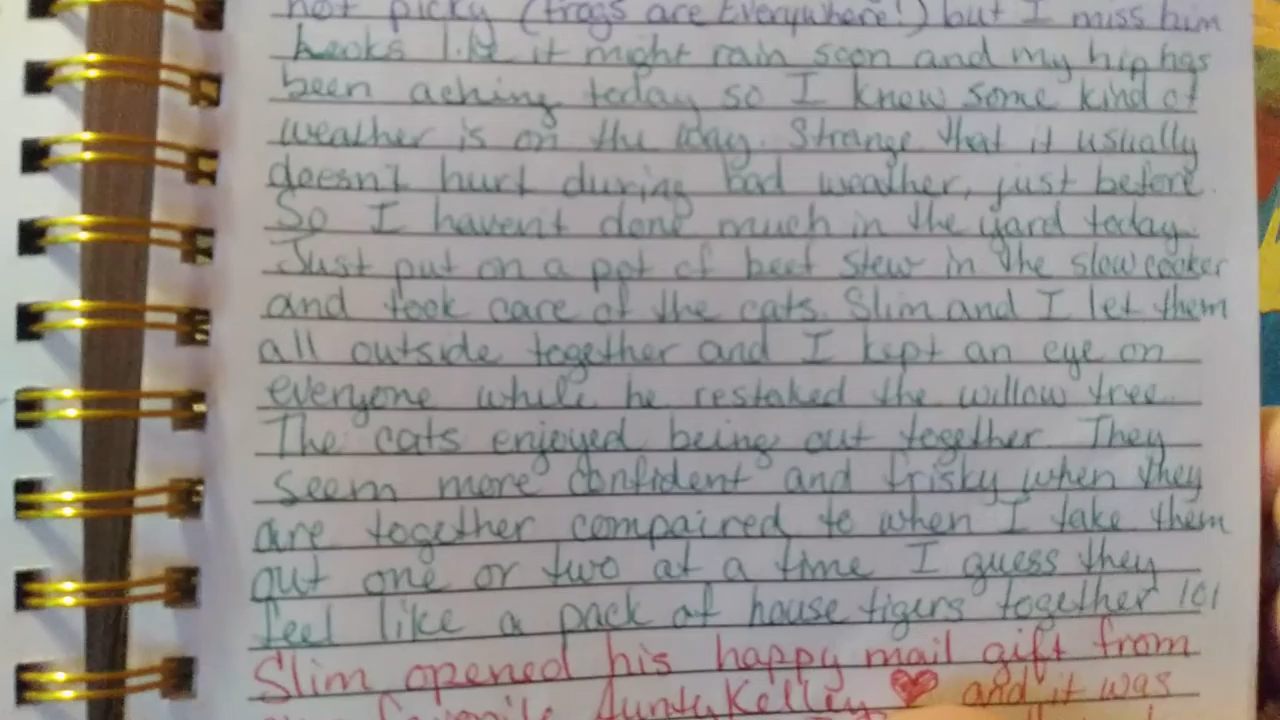 not picky (frogs are Everywhere!) but I miss him
Looks like it might rain soon and my hip has
been aching today so I know some kind of
weather is on the way. Strange that it usually
doesn't hurt during bad weather, just before.
So I havent done much in the yard today.
Just put on a pot of beef stew in the slow cooker
and took care of the cats. Slim and I let them
all outside together and I kept an eye on
everyone while he restaked the willow tree.
The cats enjoyed being out together. They
seem more confident and frisky when they
are together compaired to when I take them
out one or two at a time I guess they
feel like a pack of house tigers together lol
Slim opened his happy mail gift from
Aunty Kelley ♥ and it was